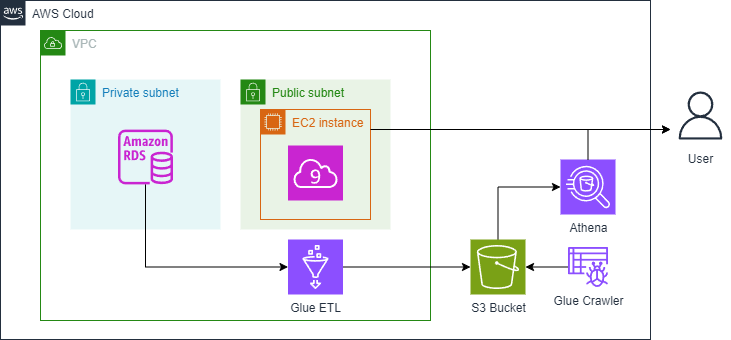 aws
AWS Cloud
VPC
Private subnet
Public subnet
EC2 instance
Amazon
RDS
9
User
Athena
Glue ETL
S3 Bucket
Glue Crawler